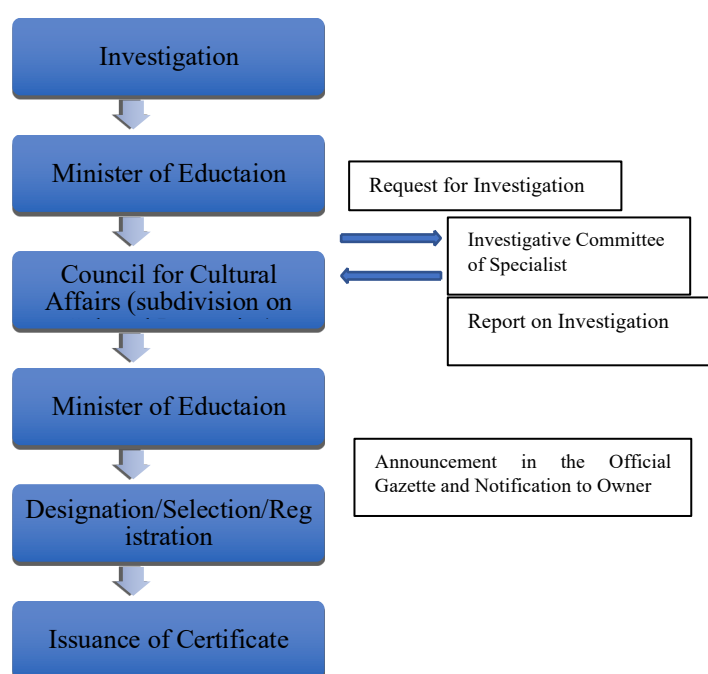 Investigation
Minister of Eductaion
Request for Investigation
Investigative Committee
of Specialist
Council for Cultural
Affairs (subdivision on
Report on Investigation
Minister of Eductaion
Announcement in the Official
Gazette and Notification to Owner
Designation/Selection/Reg
istration
Issuance of Certificate